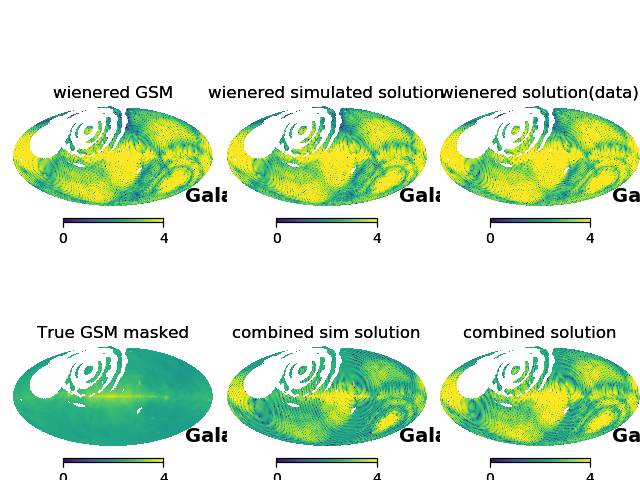 wienered GSM
wienered simulated solution
wienered solution(data)
Gala
Gala
Ga
0 4
0 4
0 4
True GSM masked
combined sim solution
combined solution
Gala
Gala
Ga
0 4
0 4
0 4